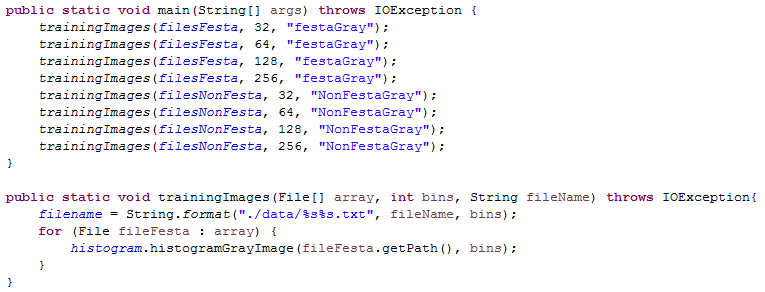 public static void main(String[] args) throws IOException {
    trainingImages(filesFesta, 32, "festaGray");
    trainingImages(filesFesta, 64, "festaGray");
    trainingImages(filesFesta, 128, "festaGray");
    trainingImages(filesFesta, 256, "festaGray");
    trainingImages(filesNonFesta, 32, "NonFestaGray");
    trainingImages(filesNonFesta, 64, "NonFestaGray");
    trainingImages(filesNonFesta, 128, "NonFestaGray");
    trainingImages(filesNonFesta, 256, "NonFestaGray");
}

public static void trainingImages(File[] array, int bins, String fileName) throws IOException{
    filename = String.format("./data/%s%s.txt", fileName, bins);
    for (File fileFesta : array) {
        histogram.histogramGrayImage(fileFesta.getPath(), bins);
    }
}